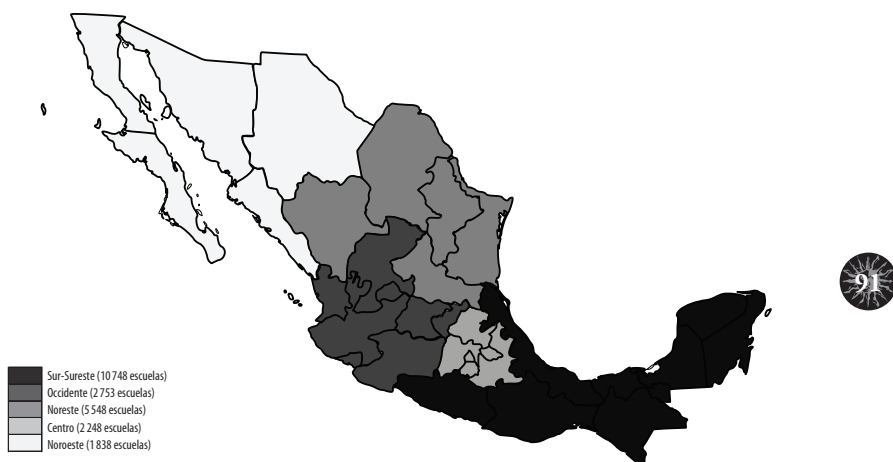 91
Sur-Sureste (10 748 escuelas)
Occidente (2 753 escuelas)
Noreste (5 548 escuelas)
Centro (2 248 escuelas)
Noroeste (1 838 escuelas)